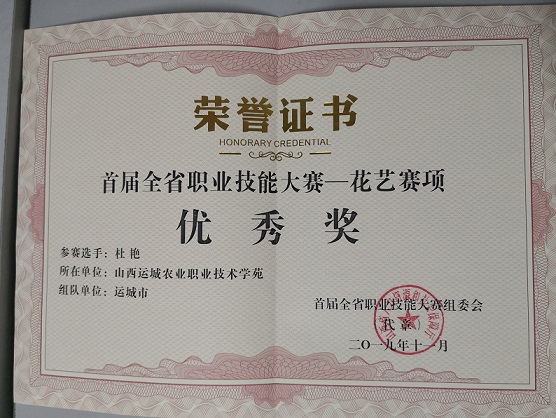 荣誉证书
HONORARY CREDENTIAL
首届全省职业技能大赛—花艺赛项
优秀奖
参赛选手：杜 艳
所在单位：山西运城农业职业技术学苑
组队单位：运城市
首届全省职业技能大赛组委会
代章
二〇一九年十一月